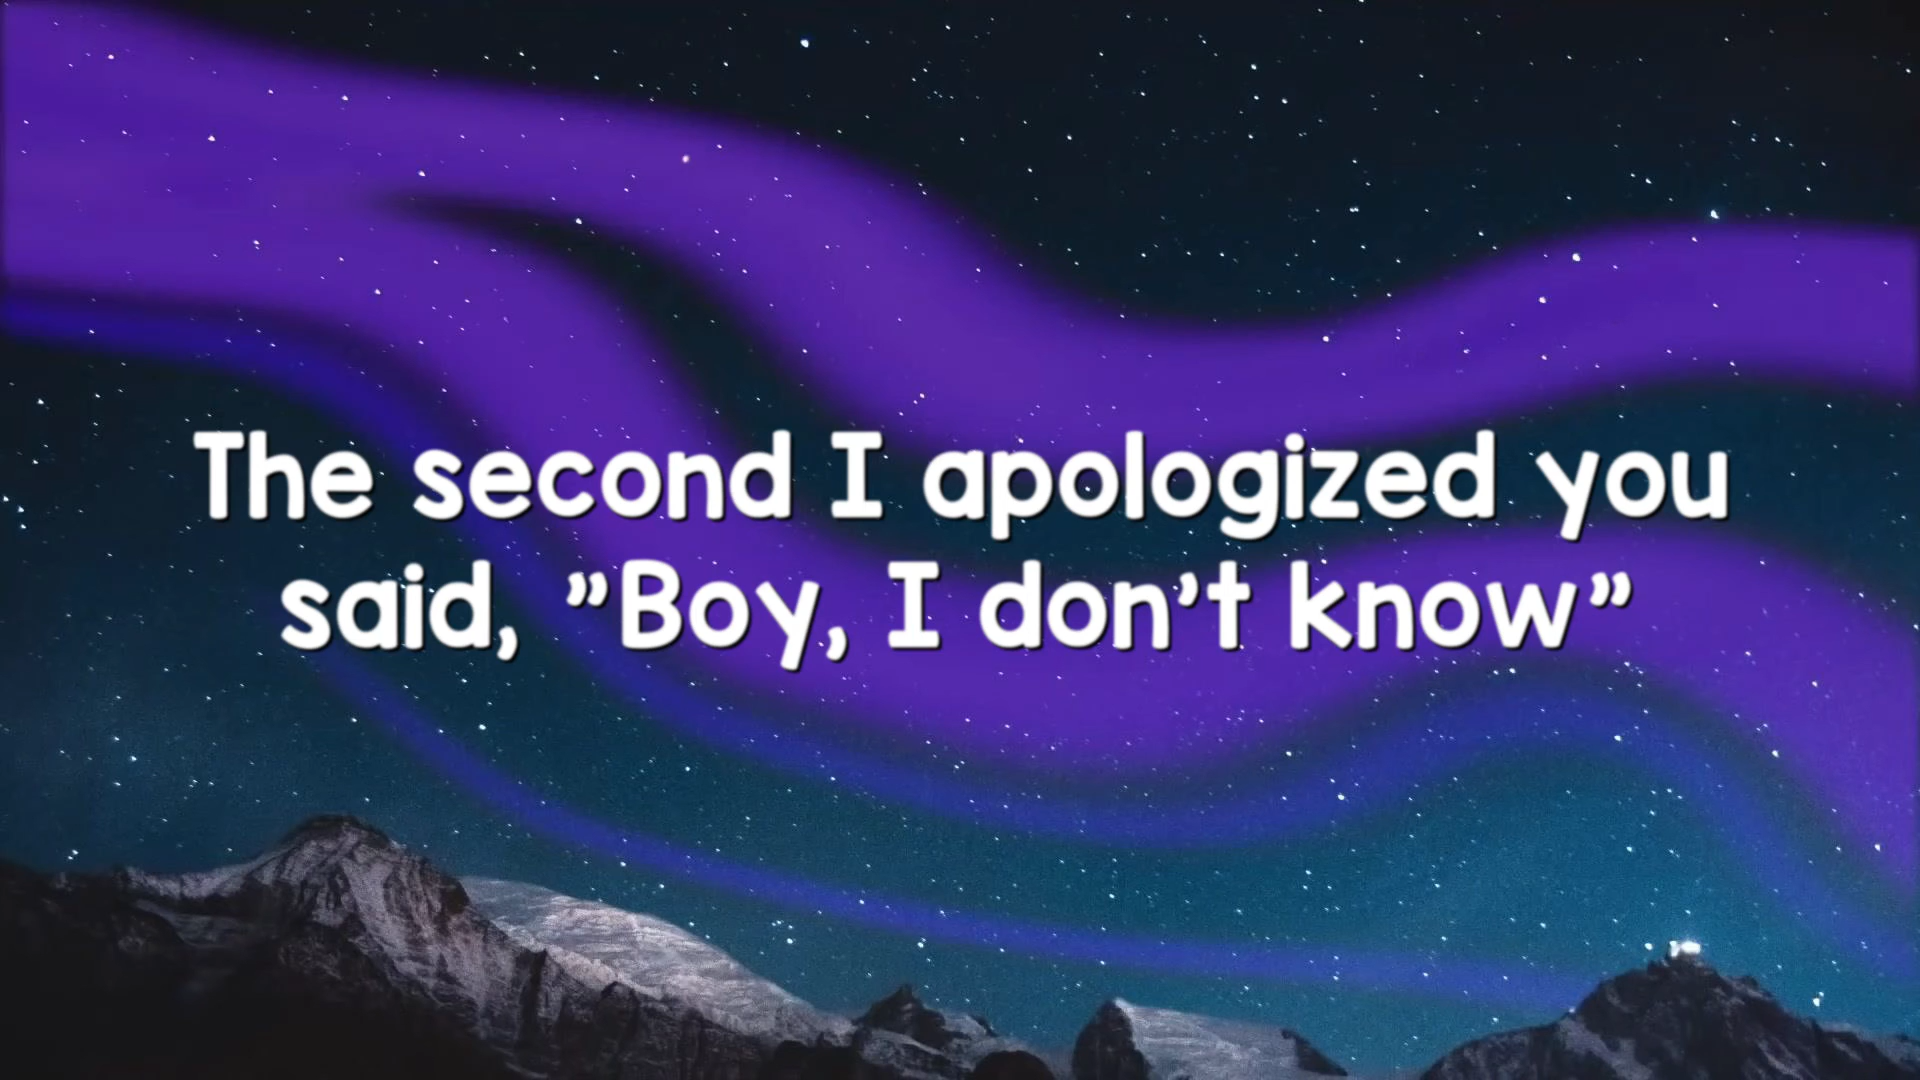 The second I apologized you
said, ”Boy, I don’t know”